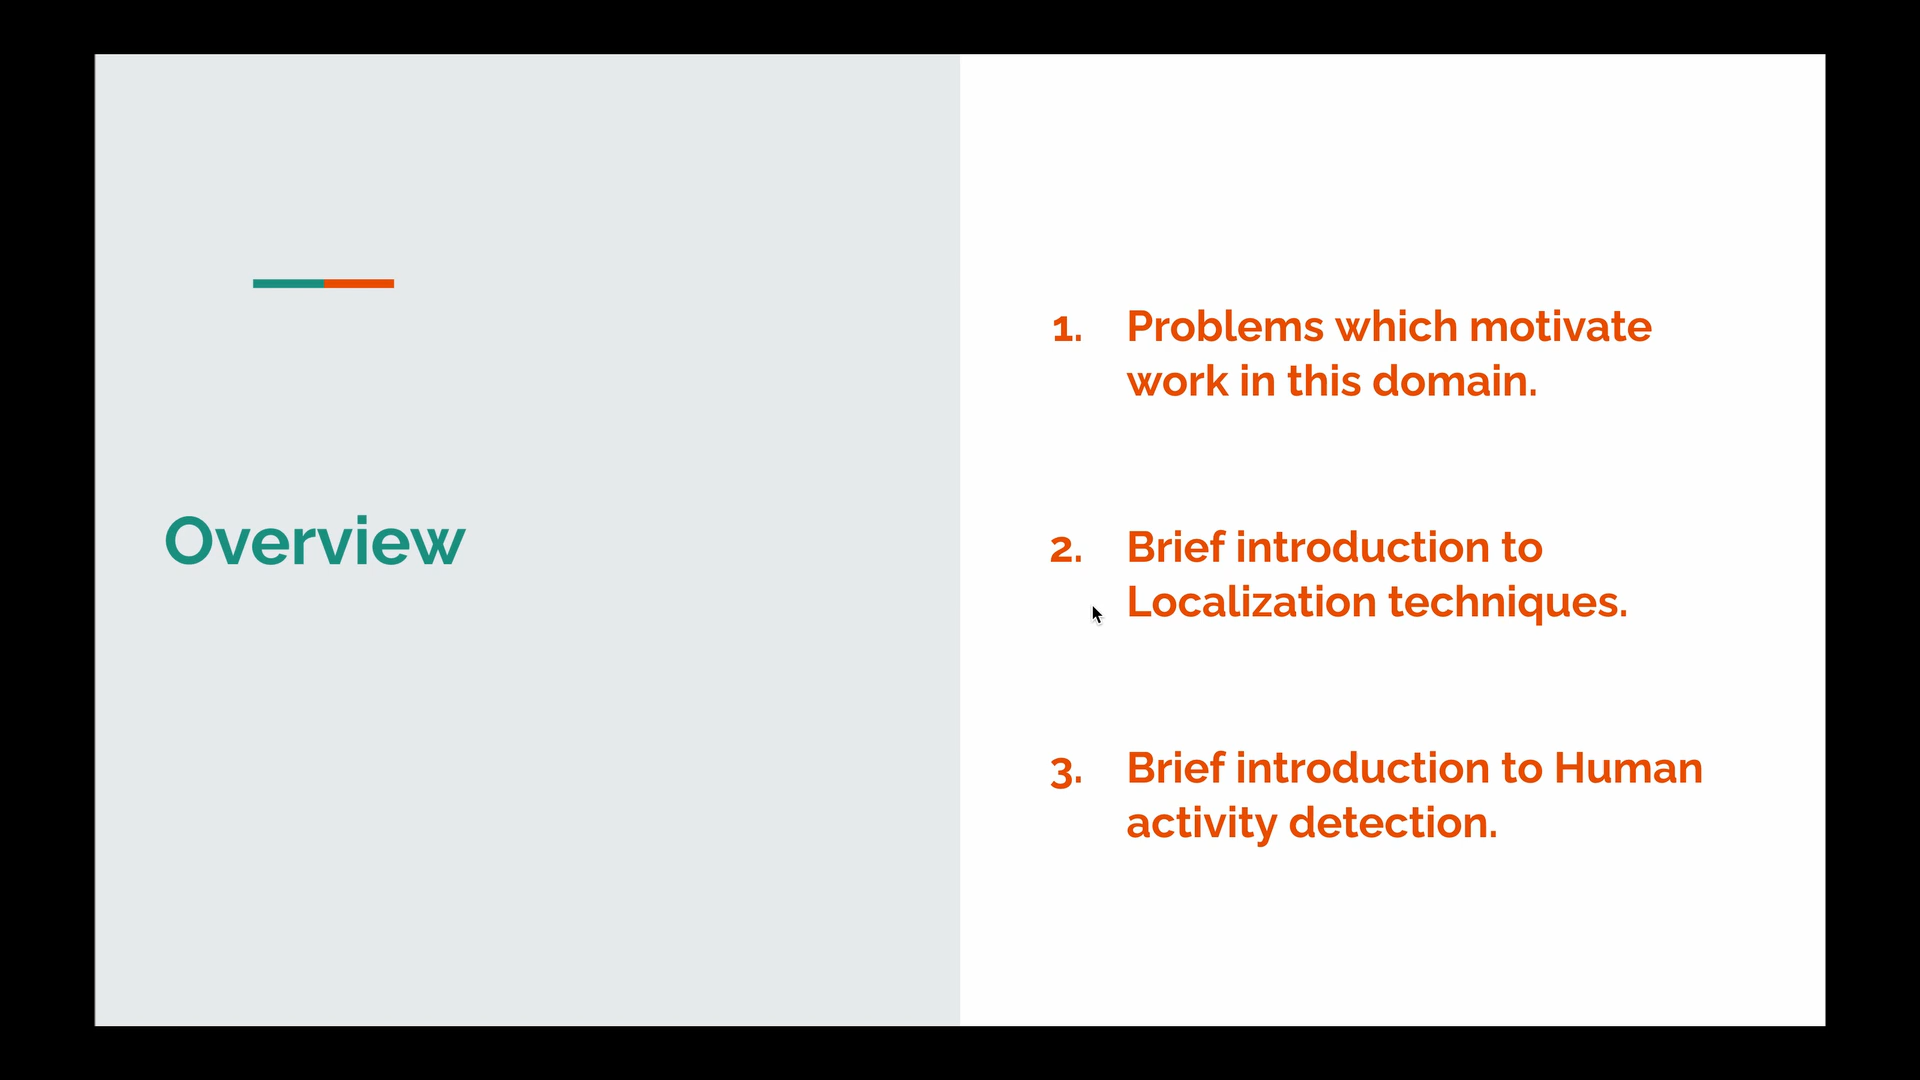 Overview
1. Problems which motivate
work in this domain.
2. Brief introduction to
Localization techniques.
3. Brief introduction to Human
activity detection.